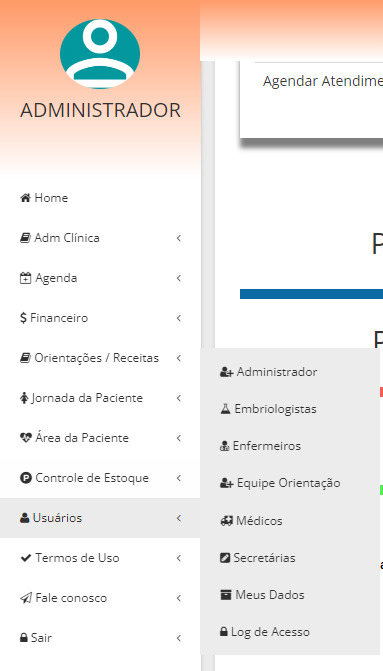 ADMINISTRADOR
Home
Adm Clínica
Agenda
Financeiro
Orientações / Receitas
Jornada da Paciente
Área da Paciente
Controle de Estoque
Usuários
Termos de Uso
Fale conosco
Sair
Agendar Atendime
P
P
Administrador
Embriologistas
Enfermeiros
Equipe Orientação
Médicos
Secretárias
Meus Dados
Log de Acesso